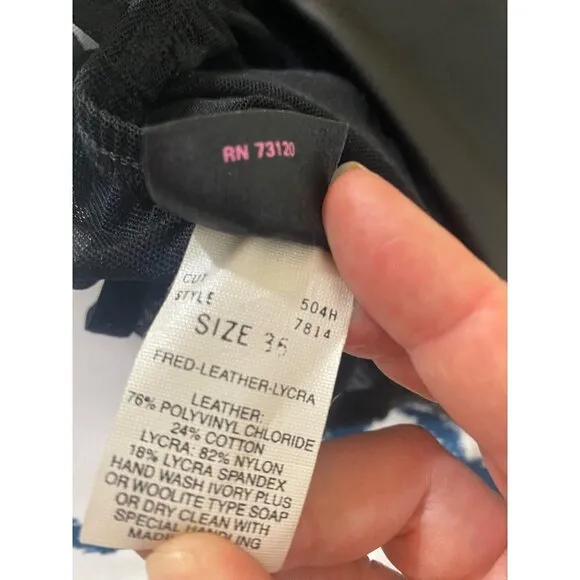 RN 73120
CUT 504H
STYLE 7814
SIZE 36
FRED-LEATHER-LYCRA
LEATHER:
76% POLYVINYL CHLORIDE
24% COTTON
LYCRA: 82% NYLON
18% LYCRA SPANDEX
HAND WASH IVORY PLUS
OR WOOLITE TYPE SOAP
OR DRY CLEAN WITH
SPECIAL HANDLING
MADE